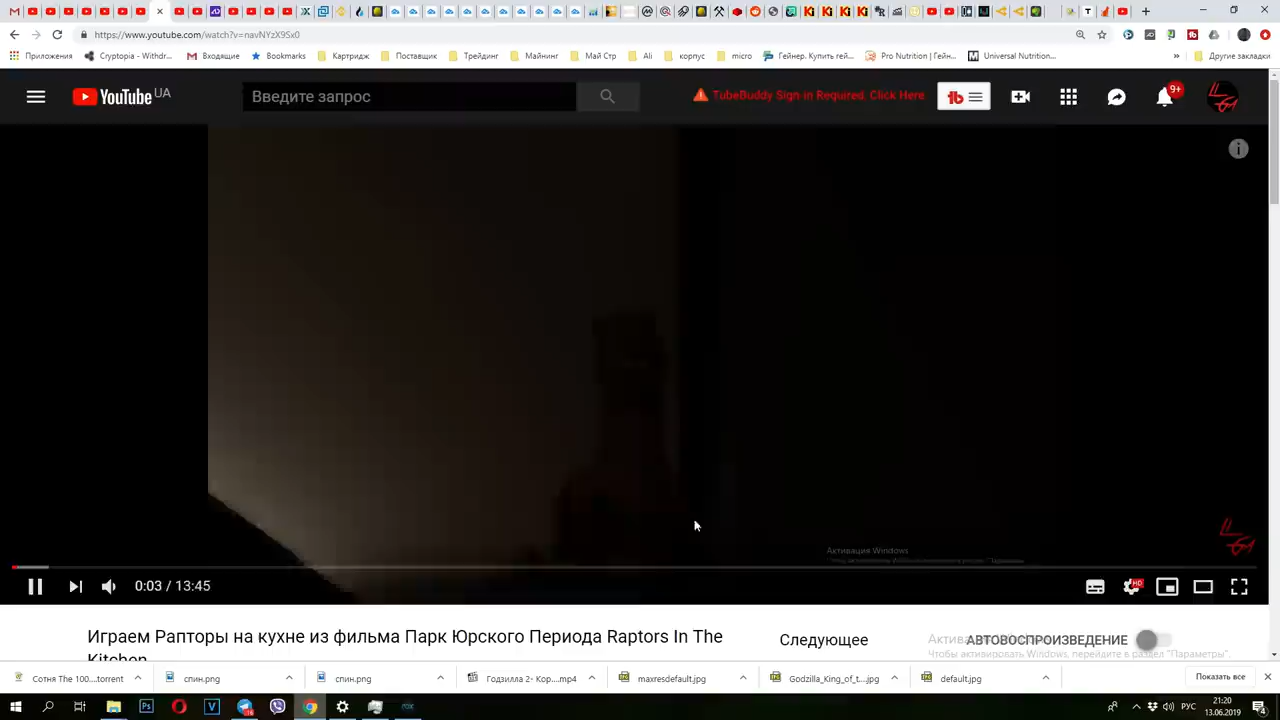 https://www.youtube.com/watch?v=navNYzX9Sx0
Приложения
Cryptopia - Withdr...
Входящие
Bookmarks
Картридж
Поставщик
Трейдинг
Майнинг
Май Стр
Ali
корпус
micro
Гейнер. Купить гей...
Pro Nutrition | Гейн...
Universal Nutrition...
»
Другие закладки
YouTube UA
Введите запрос
TubeBuddy Sign in Required. Click Here
9+
Активация Windows
0:03 / 13:45
HD
Играем Рапторы на кухне из фильма Парк Юрского Периода Raptors In The
Kitchen
Следующее
АВТОВОСПРОИЗВЕДЕНИЕ
Чтобы активировать Windows, перейдите в раздел "Параметры".
Сотня The 100....torrent
спин.png
спин.png
Годзилла 2- Кор....mp4
maxresdefault.jpg
Godzilla_King_of_t....jpg
default.jpg
Показать все
РУС
21:20
13.06.2019
4